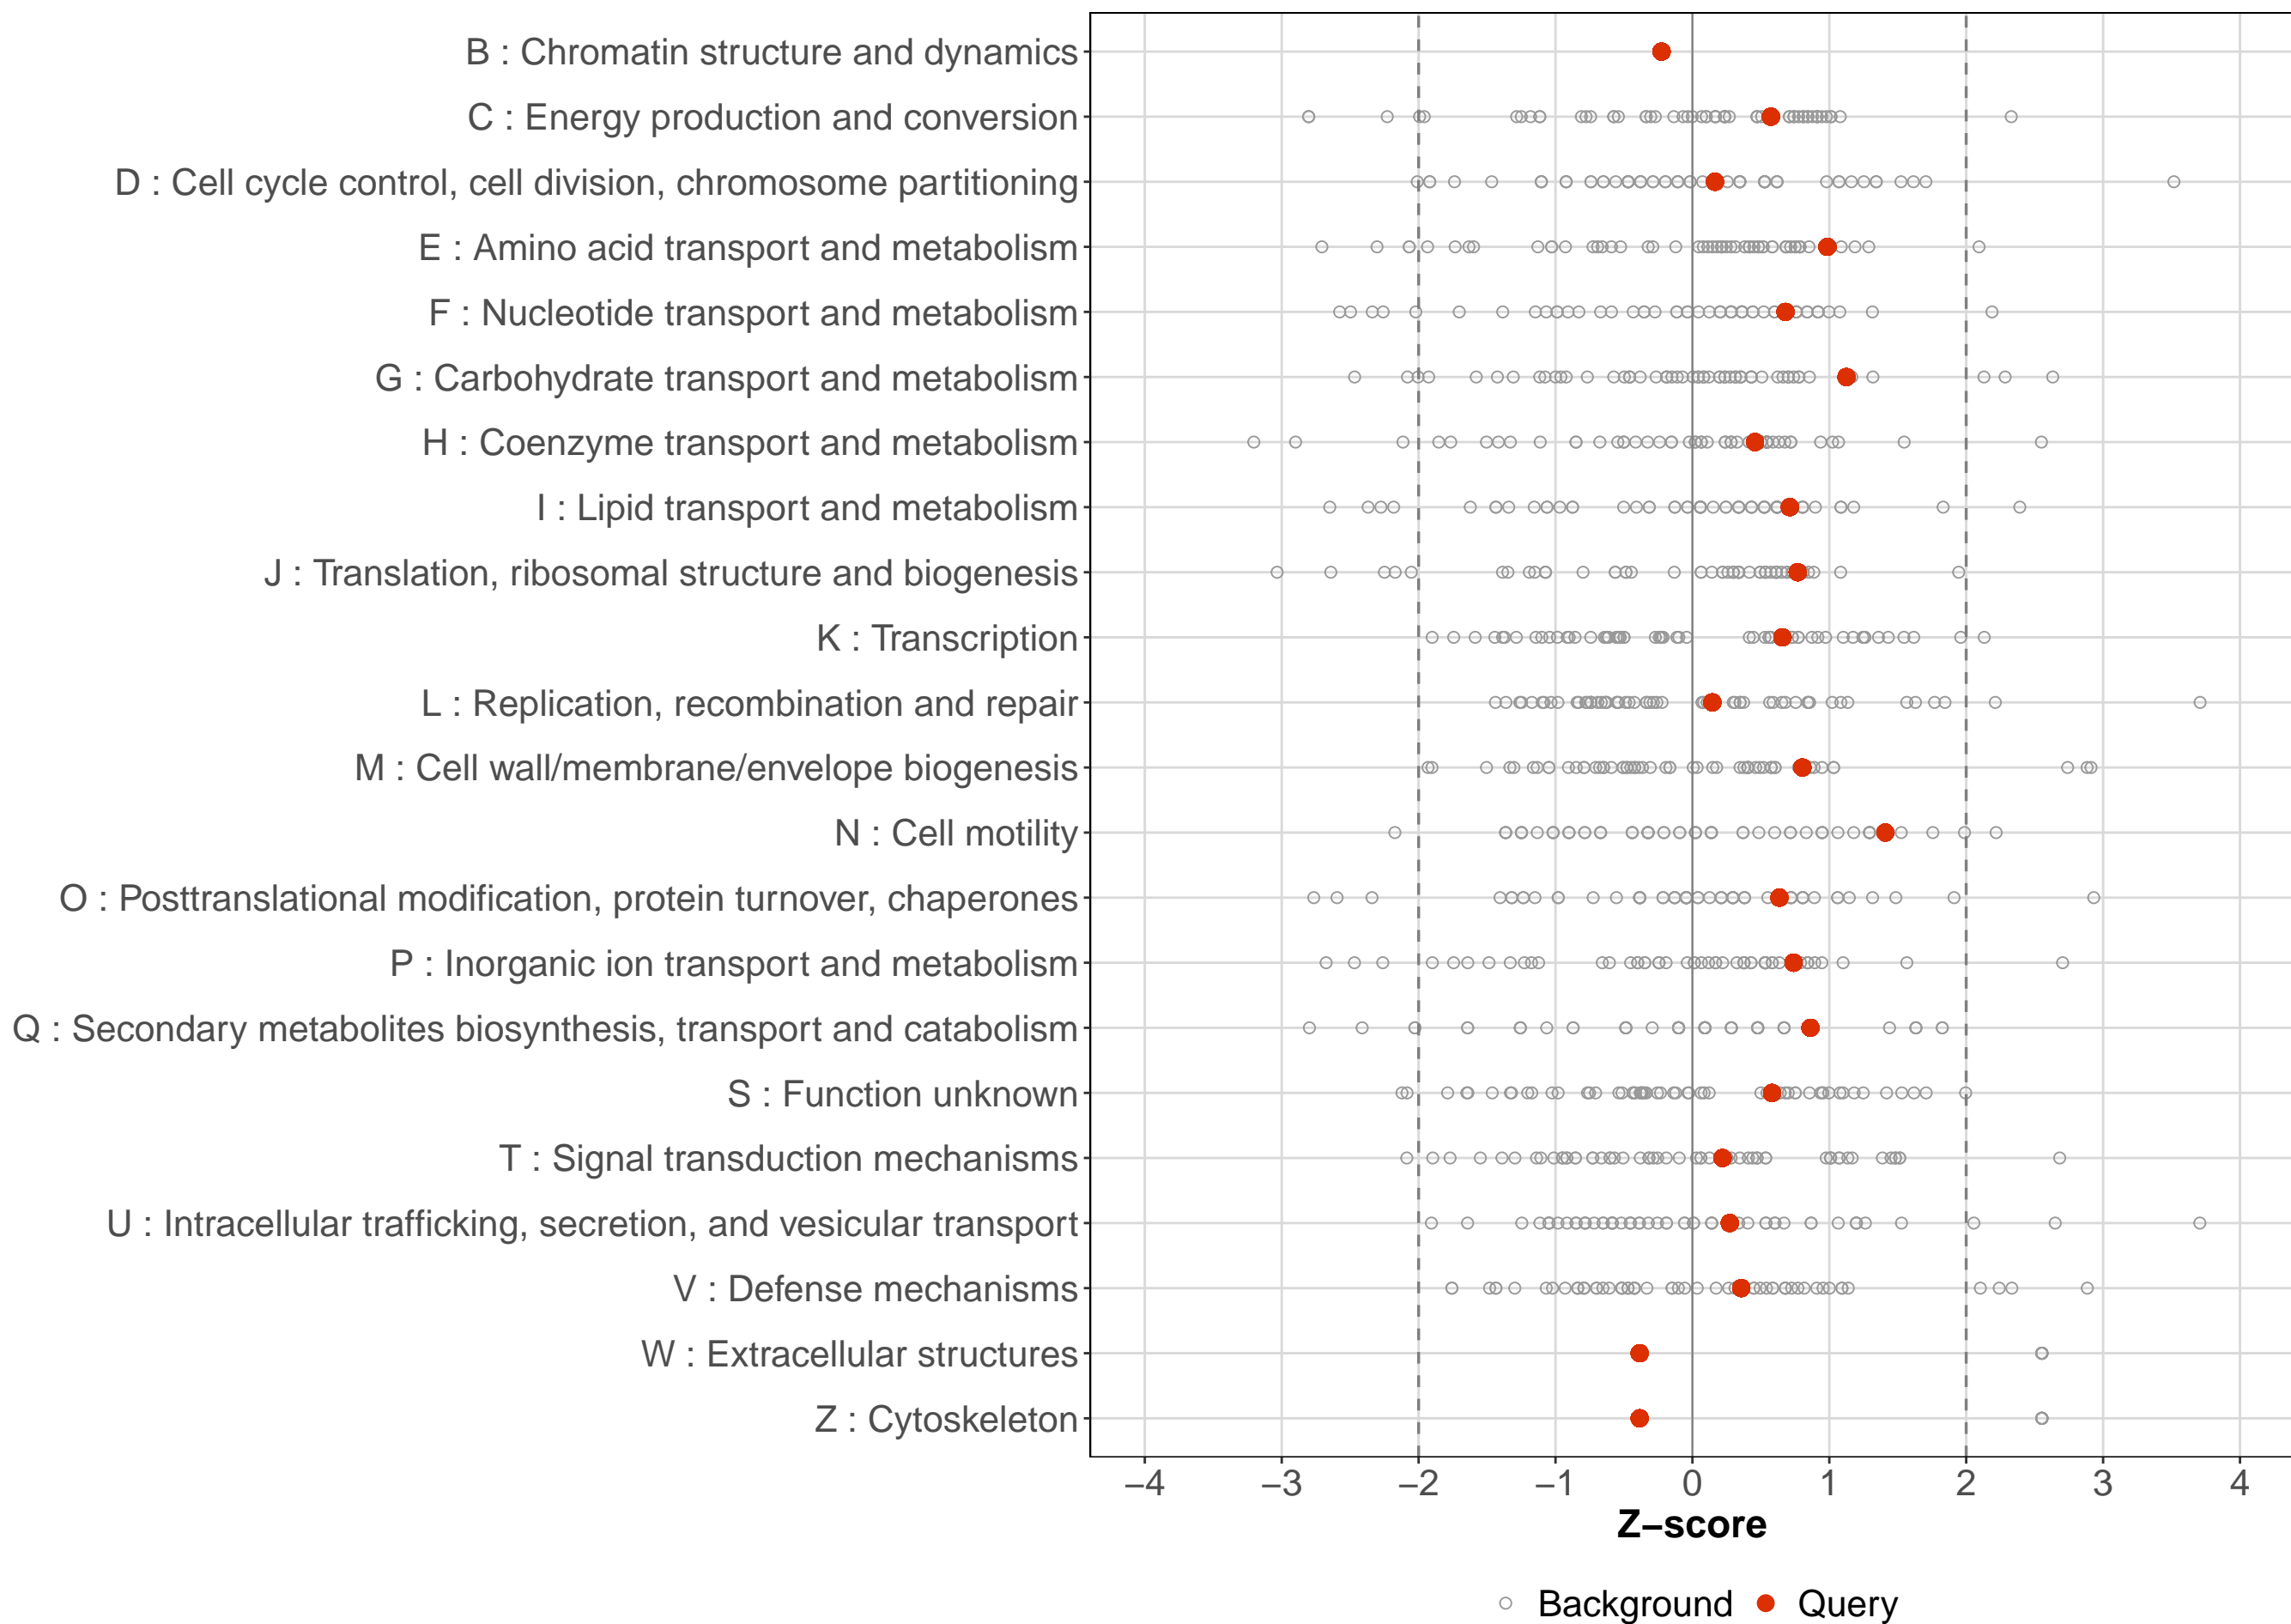 B : Chromatin structure and dynamics
C : Energy production and conversion
D : Cell cycle control, cell division, chromosome partitioning
E : Amino acid transport and metabolism
F : Nucleotide transport and metabolism
G : Carbohydrate transport and metabolism
H : Coenzyme transport and metabolism
I : Lipid transport and metabolism
J : Translation, ribosomal structure and biogenesis
K : Transcription
L : Replication, recombination and repair
M : Cell wall/membrane/envelope biogenesis
N : Cell motility
O : Posttranslational modification, protein turnover, chaperones
P : Inorganic ion transport and metabolism
Q : Secondary metabolites biosynthesis, transport and catabolism
S : Function unknown
T : Signal transduction mechanisms
U : Intracellular trafficking, secretion, and vesicular transport
V : Defense mechanisms
W : Extracellular structures
Z : Cytoskeleton
−4 −3 −2 −1 0 1 2 3 4
Z−score
Background Query